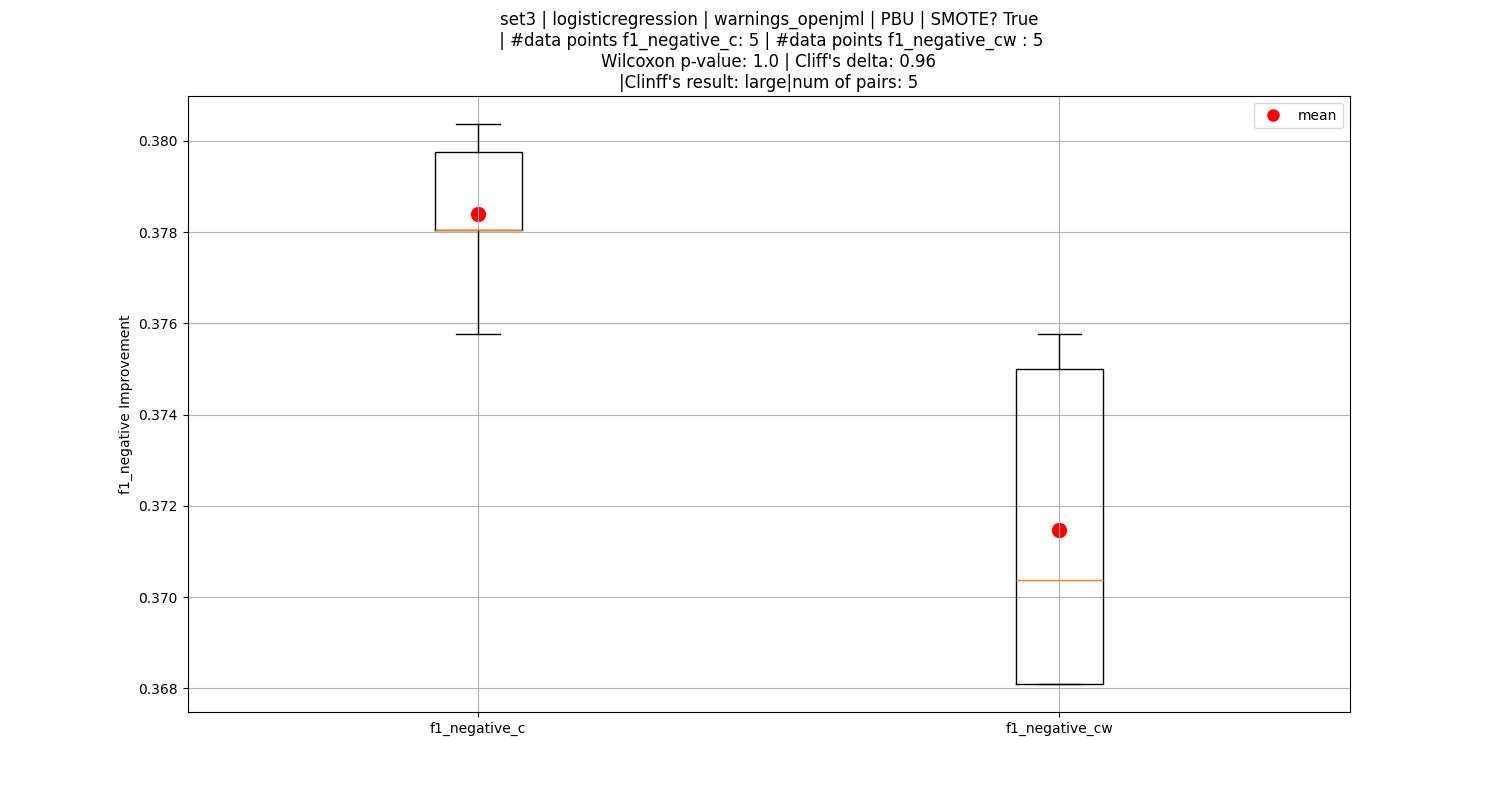 set3 | logisticregression | warnings_openjml | PBU | SMOTE? True
| #data points f1_negative_c: 5 | #data points f1_negative_cw : 5
Wilcoxon p-value: 1.0 | Cliff's delta: 0.96
|Clinff's result: large|num of pairs: 5
mean
0.380
0.378
0.376
0.374
0.372
0.370
0.368
f1_negative Improvement
f1_negative_c
f1_negative_cw